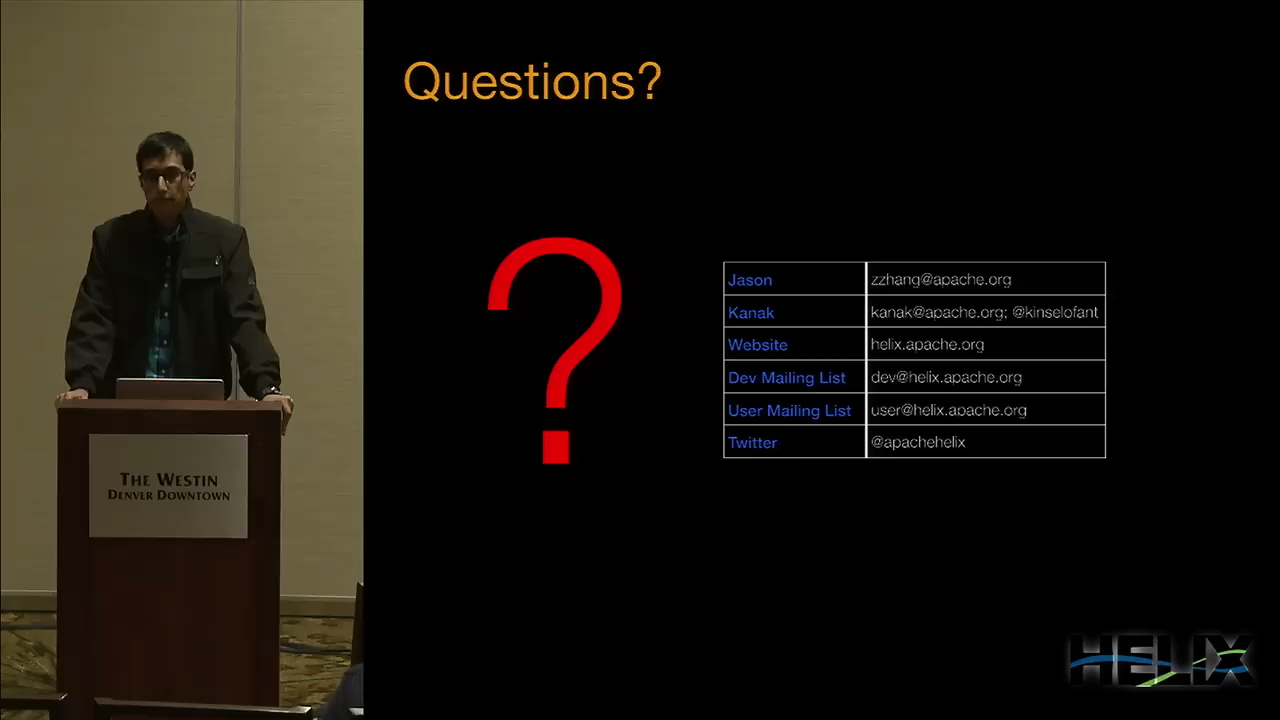 Questions?
?
Jason zzhang@apache.org
Kanak kanak@apache.org; @kinselofant
Website helix.apache.org
Dev Mailing List dev@helix.apache.org
User Mailing List user@helix.apache.org
Twitter @apachehelix
THE WESTIN
DENVER DOWNTOWN
HELIX